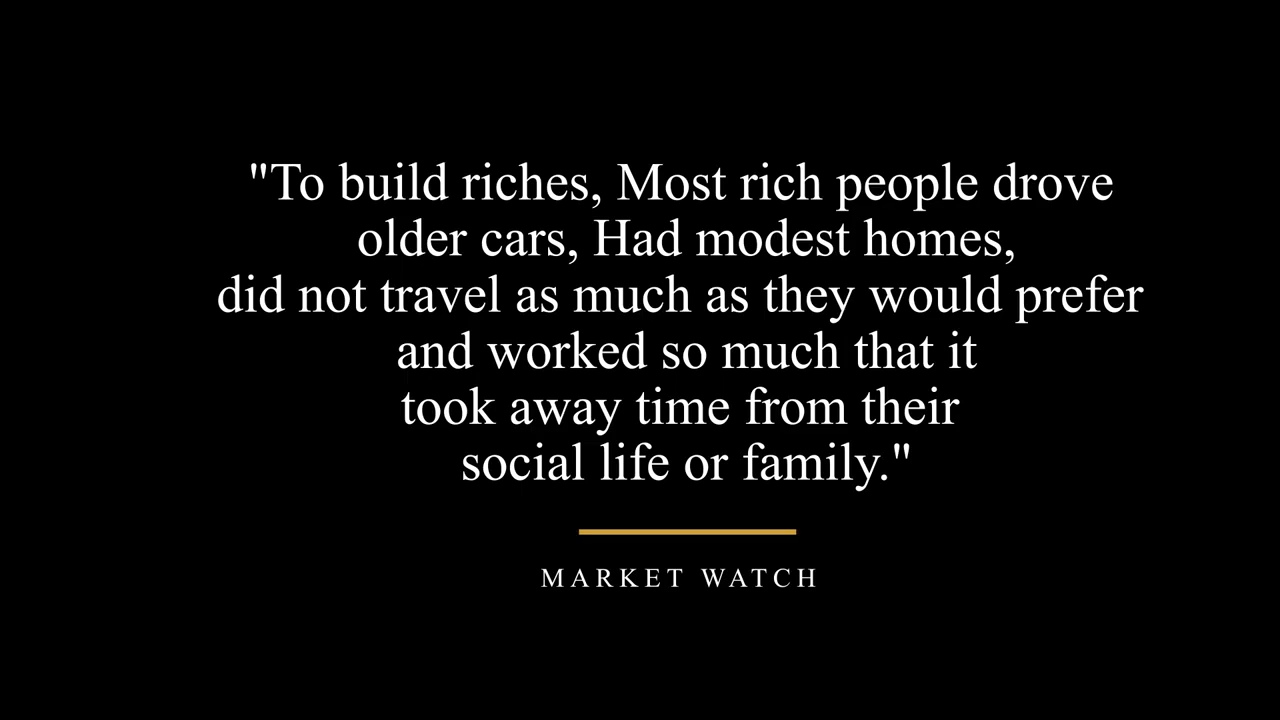 "To build riches, Most rich people drove
older cars, Had modest homes,
did not travel as much as they would prefer
and worked so much that it
took away time from their
social life or family."
MARKET WATCH